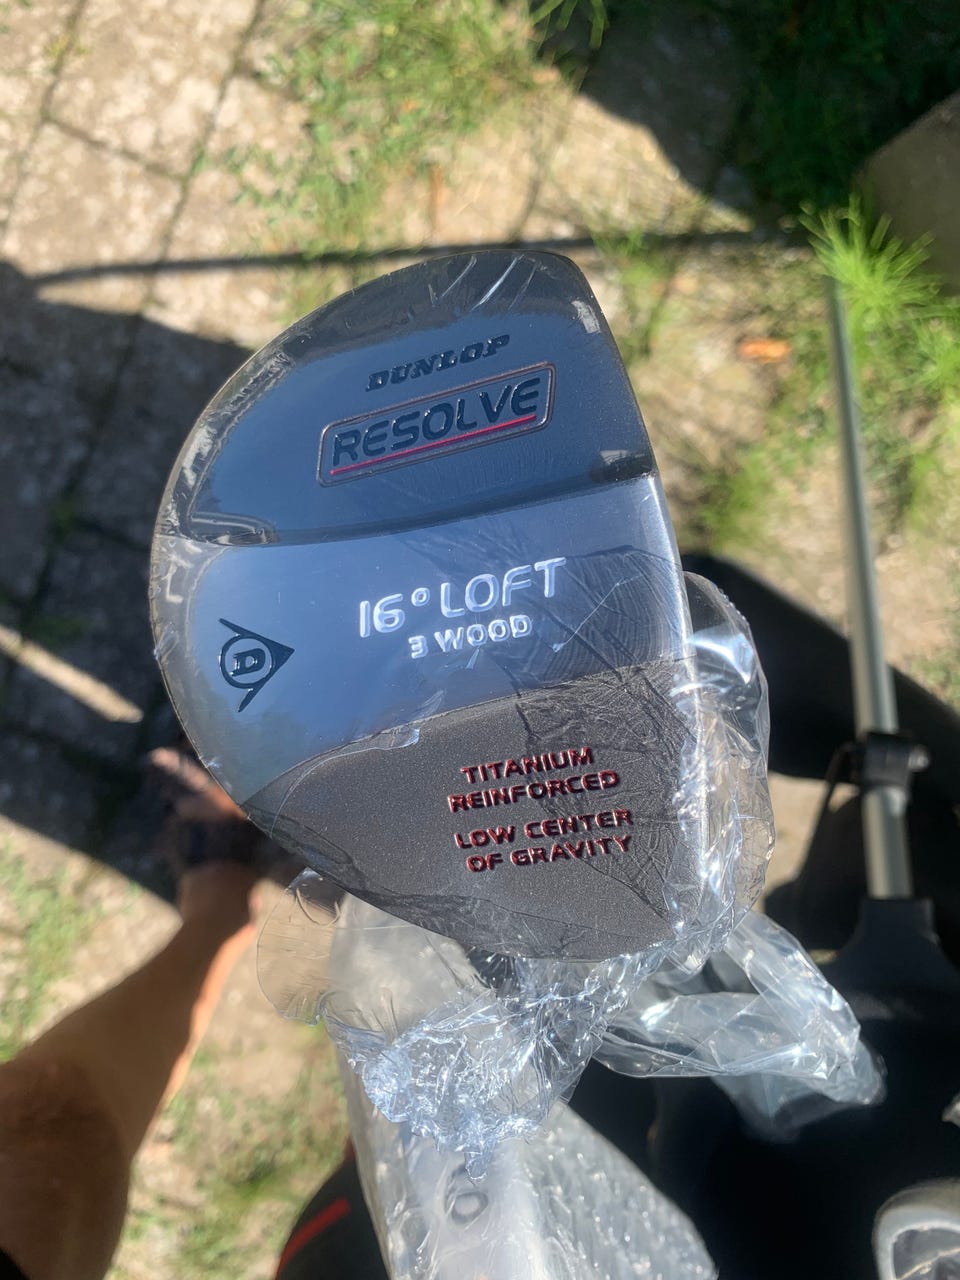 DUNLOP
RESOLVE
16° LOFT
3 WOOD
D
TITANIUM
REINFORCED
LOW CENTER
OF GRAVITY